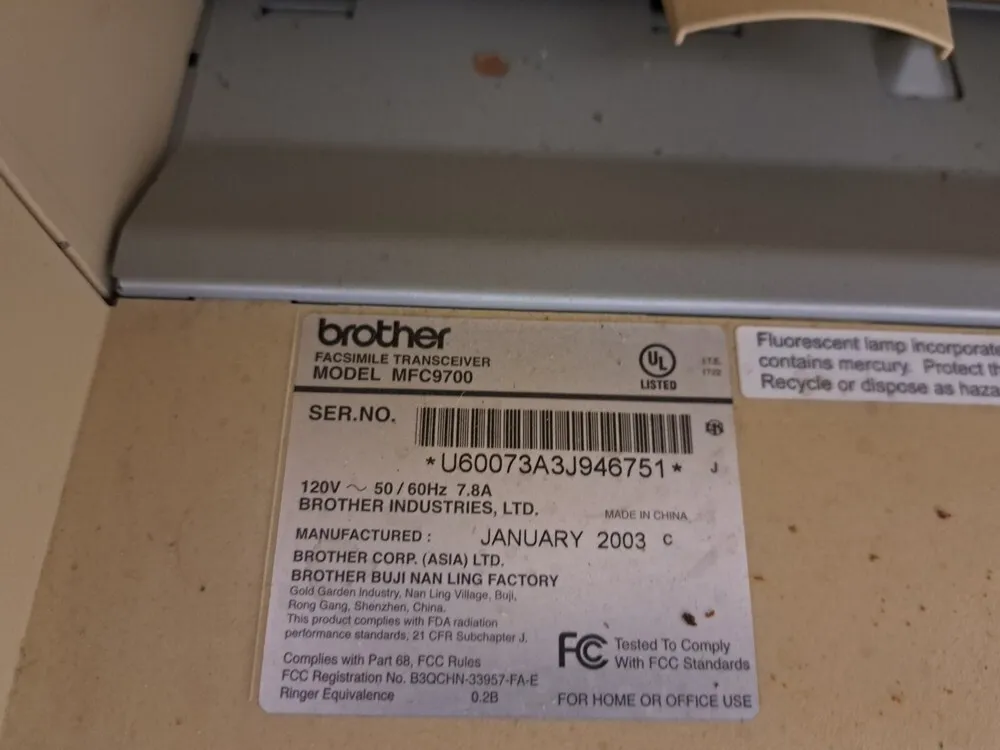 brother
FACSIMILE TRANSCEIVER
MODEL MFC9700
UL
LISTED
I.T.E.
SER.NO.
*U60073A3J946751*
J
120V ~ 50/60Hz 7.8A
BROTHER INDUSTRIES, LTD.
MADE IN CHINA
MANUFACTURED : JANUARY 2003 C
BROTHER CORP. (ASIA) LTD.
BROTHER BUJI NAN LING FACTORY
Gold Garden Industry, Nan Ling Village, Buji,
Rong Gang, Shenzhen, China.
This product complies with FDA radiation
performance standards, 21 CFR Subchapter J.
Complies with Part 68, FCC Rules
FCC Registration No. B3QCHN-33957-FA-E
Ringer Equivalence 0.2B
FC Tested To Comply
With FCC Standards
FOR HOME OR OFFICE USE
Fluorescent lamp incorporate
contains mercury. Protect th
Recycle or dispose as haza